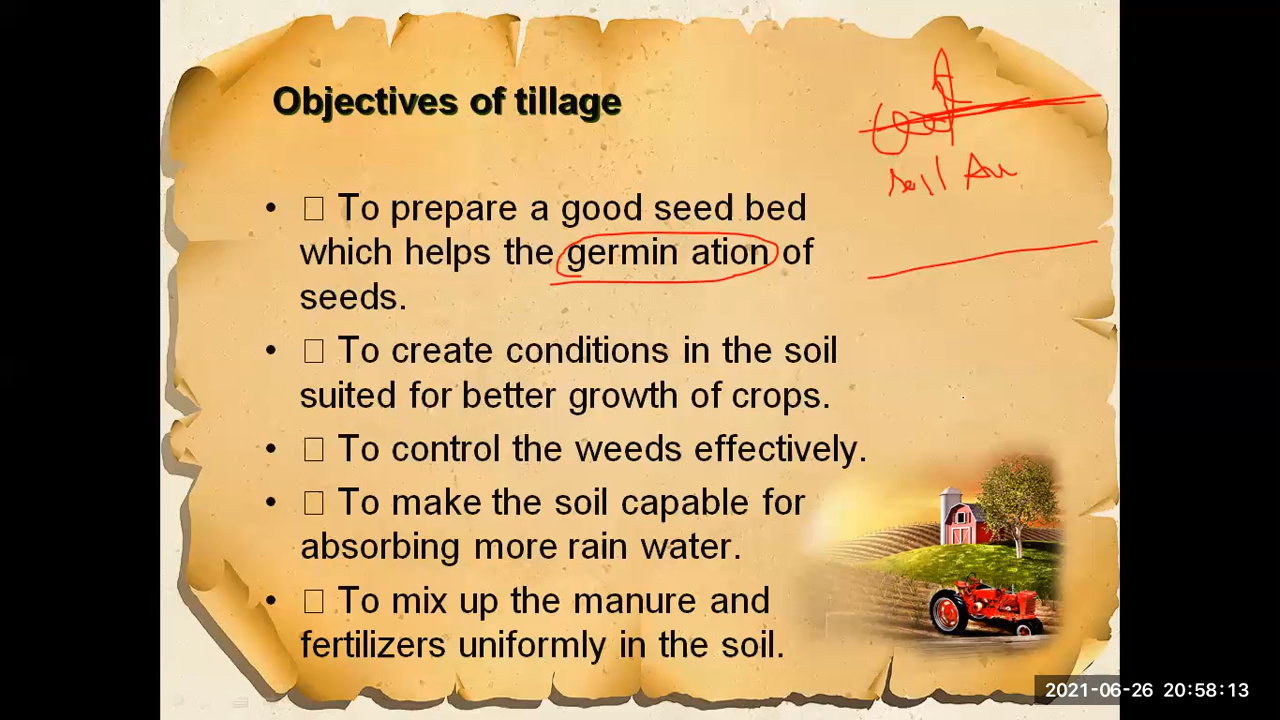 Objectives of tillage
• □ To prepare a good seed bed
which helps the germin ation of
seeds.
• □ To create conditions in the soil
suited for better growth of crops.
• □ To control the weeds effectively.
• □ To make the soil capable for
absorbing more rain water.
• □ To mix up the manure and
fertilizers uniformly in the soil.
soil
2021-06-26 20:58:13